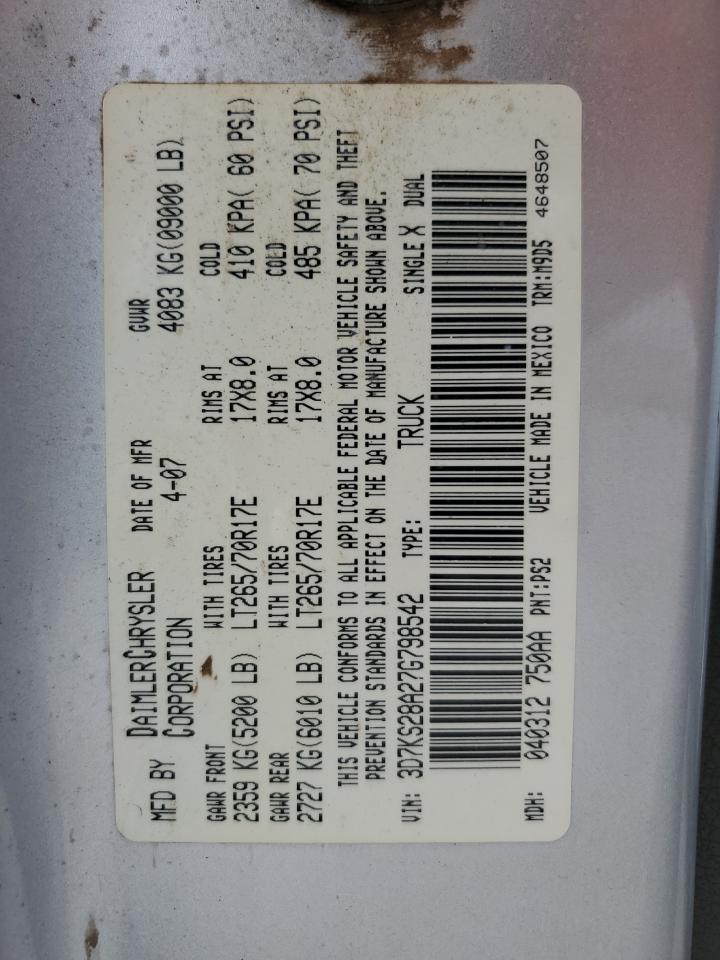 MFD BY DAIMLERCHRYSLER CORPORATION DATE OF MFR 4-07 GVWR 4083 KG(09000 LB)
GAWR FRONT WITH TIRES RIMS AT COLD
2359 KG(5200 LB) LT265/70R17E 17X8.0 410 KPA( 60 PSI)
GAWR REAR WITH TIRES RIMS AT COLD
2727 KG(6010 LB) LT265/70R17E 17X8.0 485 KPA( 70 PSI)
THIS VEHICLE CONFORMS TO ALL APPLICABLE FEDERAL MOTOR VEHICLE SAFETY AND THEFT
PREVENTION STANDARDS IN EFFECT ON THE DATE OF MANUFACTURE SHOWN ABOVE.
VIN: 3D7KS28A27G798542 TYPE: TRUCK SINGLE X DUAL
MDH: 040312 750AA PNT:PS2 VEHICLE MADE IN MEXICO TRM:M9D5 4648507